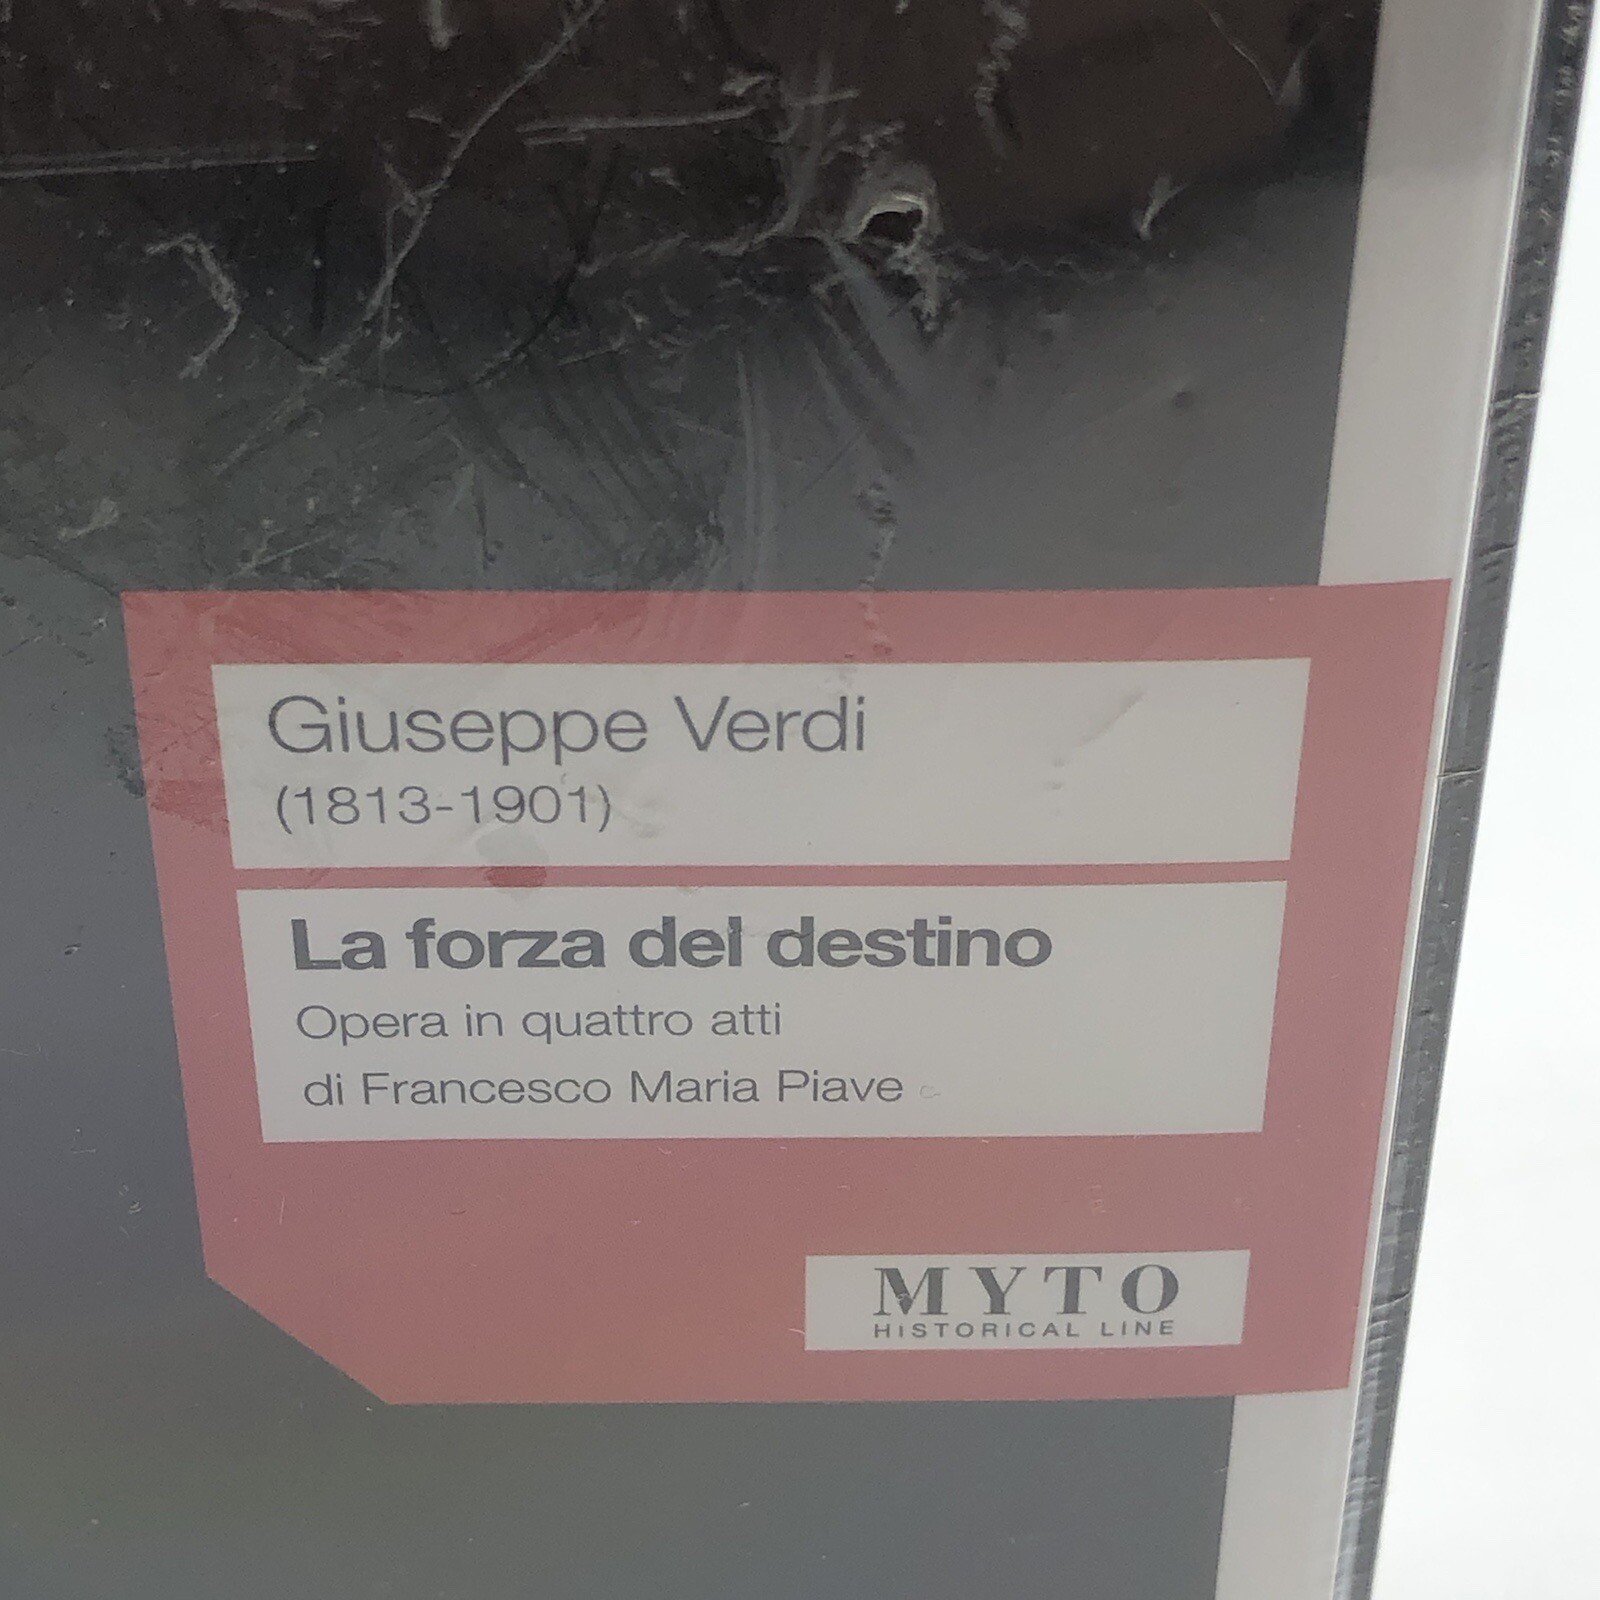 Giuseppe Verdi
(1813-1901)
La forza del destino
Opera in quattro atti
di Francesco Maria Piave
MYTO
HISTORICAL LINE